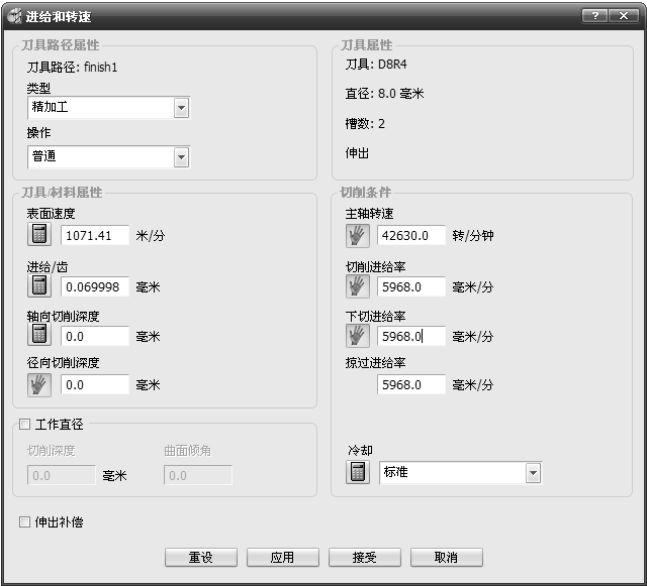 进给和转速
刀具路径属性
刀具路径: finish1
类型
精加工
操作
普通
刀具属性
刀具: D8R4
直径: 8.0 毫米
槽数: 2
伸出
刀具/材料属性
表面速度
1071.41 米/分
进给/齿
0.069998 毫米
轴向切削深度
0.0 毫米
径向切削深度
0.0 毫米
切削条件
主轴转速
42630.0 转/分钟
切削进给率
5968.0 毫米/分
下切进给率
5968.0 毫米/分
掠过进给率
5968.0 毫米/分
工作直径
切削深度 曲面倾角
0.0 毫米 0.0
冷却
标准
伸出补偿
重设 应用 接受 取消